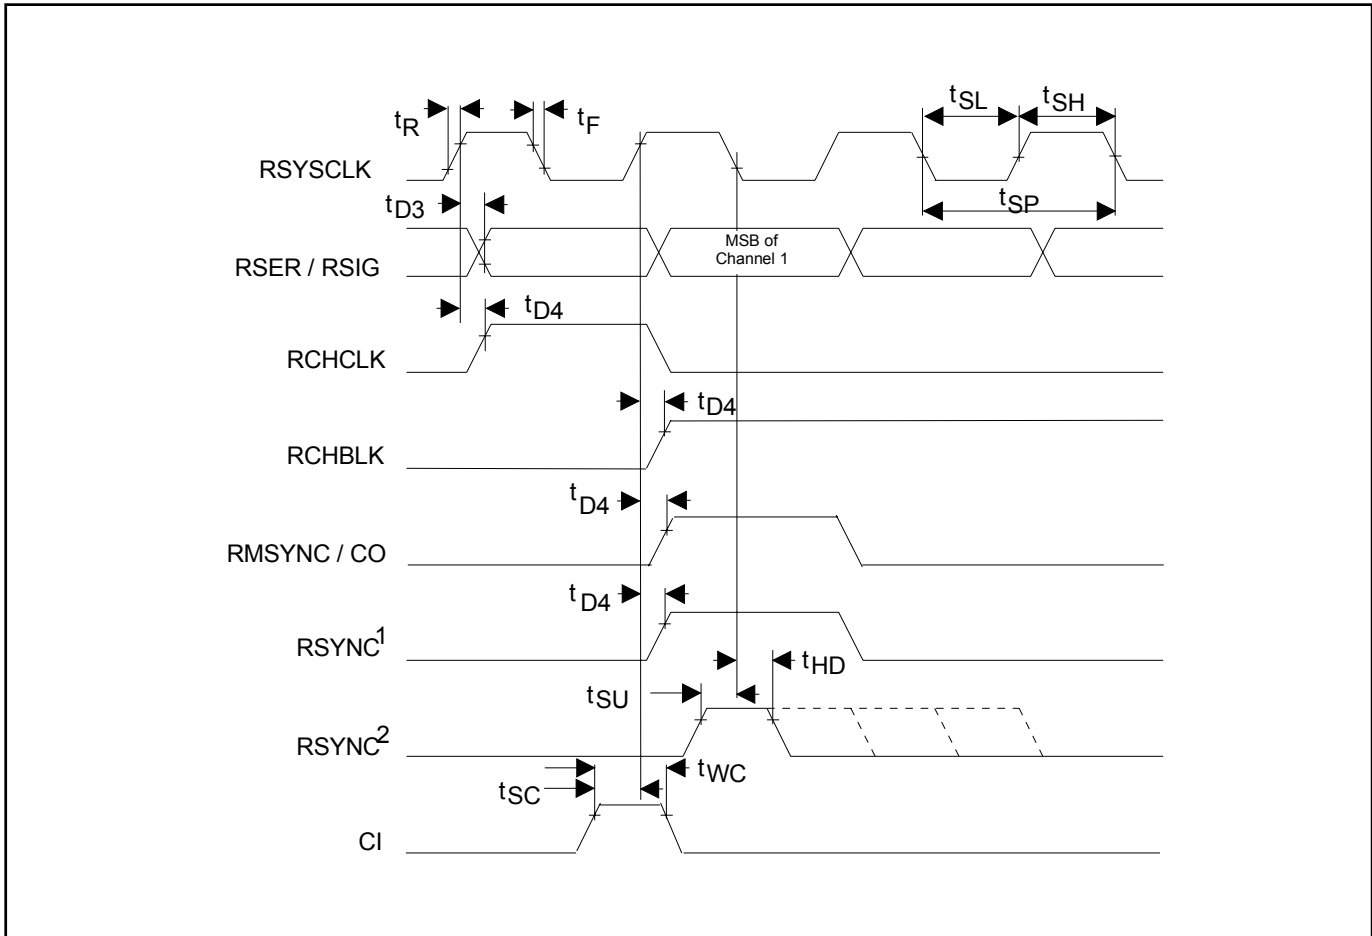 tSL tSH
tR tF
RSYSCLK
tSP
tD3
MSB of
Channel 1
RSER / RSIG
tD4
RCHCLK
tD4
RCHBLK
tD4
RMSYNC / CO
tD4
RSYNC1
tHD
tSU
RSYNC2
tWC
tSC
CI